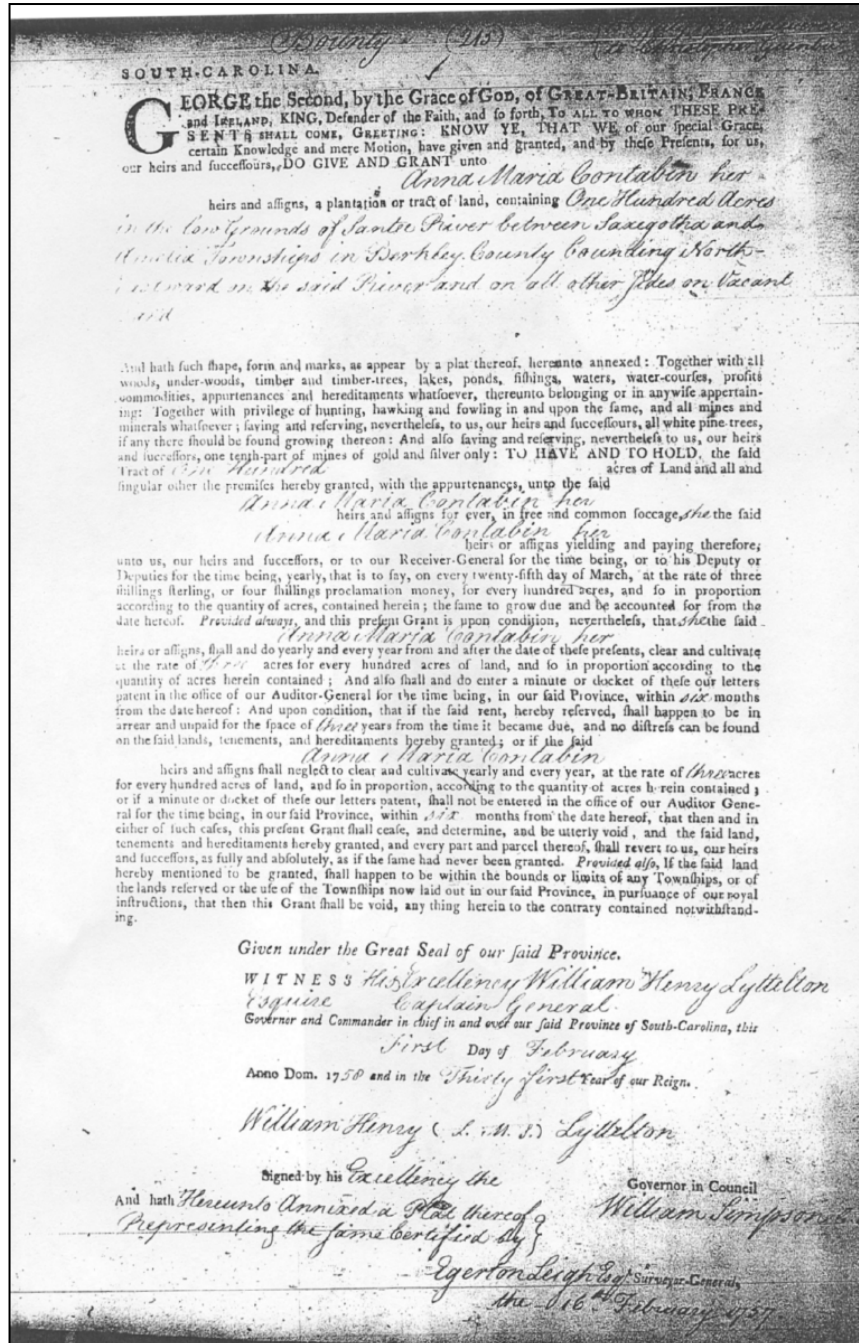 Bounty (215)
SOUTH-CAROLINA.
GEORGE the Second, by the Grace of GOD, of GREAT-BRITAIN, FRANCE
and IRELAND, KING, Defender of the Faith, and so forth, TO ALL TO WHOM THESE PRE-
SENTS SHALL COME, GREETING: KNOW YE, THAT WE of our special Grace,
certain Knowledge and mere Motion, have given and granted, and by these Presents, for us,
our heirs and successours, DO GIVE AND GRANT unto
Anna Maria Contabin her
heirs and assigns, a plantation or tract of land, containing One Hundred Acres
in the low Grounds of Santee River between Saxegotha and
Amelia Townships in Berkley County bounding North-
Eastward on the said River and on all other Sides on Vacant
Land
And hath such shape, form and marks, as appear by a plat thereof, hereunto annexed: Together with all
woods, under-woods, timber and timber-trees, lakes, ponds, fishings, waters, water-courses, profits
commodities, appurtenances and hereditaments whatsoever, thereunto belonging or in anywise appertain-
ing: Together with privilege of hunting, hawking and fowling in and upon the same, and all mines and
minerals whatsoever; saving and reserving, nevertheless, to us, our heirs and successours, all white pine-trees,
if any there should be found growing thereon: And also saving and reserving, nevertheless to us, our heirs
and successors, one tenth-part of mines of gold and silver only: TO HAVE AND TO HOLD, the said
Tract of One Hundred acres of Land and all and
singular other the premises hereby granted, with the appurtenances, unto the said
Anna Maria Contabin her
heirs and assigns for ever, in free and common soccage, she the said
Anna Maria Contabin her
heirs or assigns yielding and paying therefore,
unto us, our heirs and successors, or to our Receiver-General for the time being, or to his Deputy or
Deputies for the time being, yearly, that is to say, on every twenty-fifth day of March, at the rate of three
shillings sterling, or four shillings proclamation money, for every hundred acres, and so in proportion
according to the quantity of acres, contained herein; the same to grow due and be accounted for from the
date hereof. Provided always, and this present Grant is upon condition, nevertheless, that she the said
Anna Maria Contabin her
heirs or assigns, shall and do yearly and every year from and after the date of these presents, clear and cultivate
at the rate of three acres for every hundred acres of land, and so in proportion according to the
quantity of acres herein contained; And also shall and do enter a minute or docket of these our letters
patent in the office of our Auditor-General for the time being, in our said Province, within six months
from the date hereof: And upon condition, that if the said rent, hereby reserved, shall happen to be in
arrear and unpaid for the space of three years from the time it became due, and no distress can be found
on the said lands, tenements, and hereditaments hereby granted; or if the said
Anna Maria Contabin
heirs and assigns shall neglect to clear and cultivate yearly and every year, at the rate of three acres
for every hundred acres of land, and so in proportion, according to the quantity of acres herein contained;
or if a minute or docket of these our letters patent, shall not be entered in the office of our Auditor Gene-
ral for the time being, in our said Province, within six months from the date hereof, that then and in
either of such cases, this present Grant shall cease, and determine, and be utterly void, and the said land,
tenements and hereditaments hereby granted, and every part and parcel thereof, shall revert to us, our heirs
and successors, as fully and absolutely, as if the same had never been granted. Provided also, If the said land
hereby mentioned to be granted, shall happen to be within the bounds or limits of any Townships, or of
the lands reserved or the use of the Townships now laid out in our said Province, in pursuance of our royal
instructions, that then this Grant shall be void, any thing herein to the contrary contained notwithstand-
ing.
Given under the Great Seal of our said Province.
WITNESS His Excellency William Henry Lyttelton
Esquire Captain General
Governor and Commander in chief in and over our said Province of South-Carolina, this
First Day of February
Anno Dom. 1758 and in the Thirty first Year of our Reign.
William Henry (L. M. S.) Lyttelton
Signed by his Excellency the Governor in Council
And hath Hereunto Annixed a Plat thereof William Simpson
Representing the same Certified by
Egerton Leigh Esqr. Surveyor-General,
the 16th February 1757